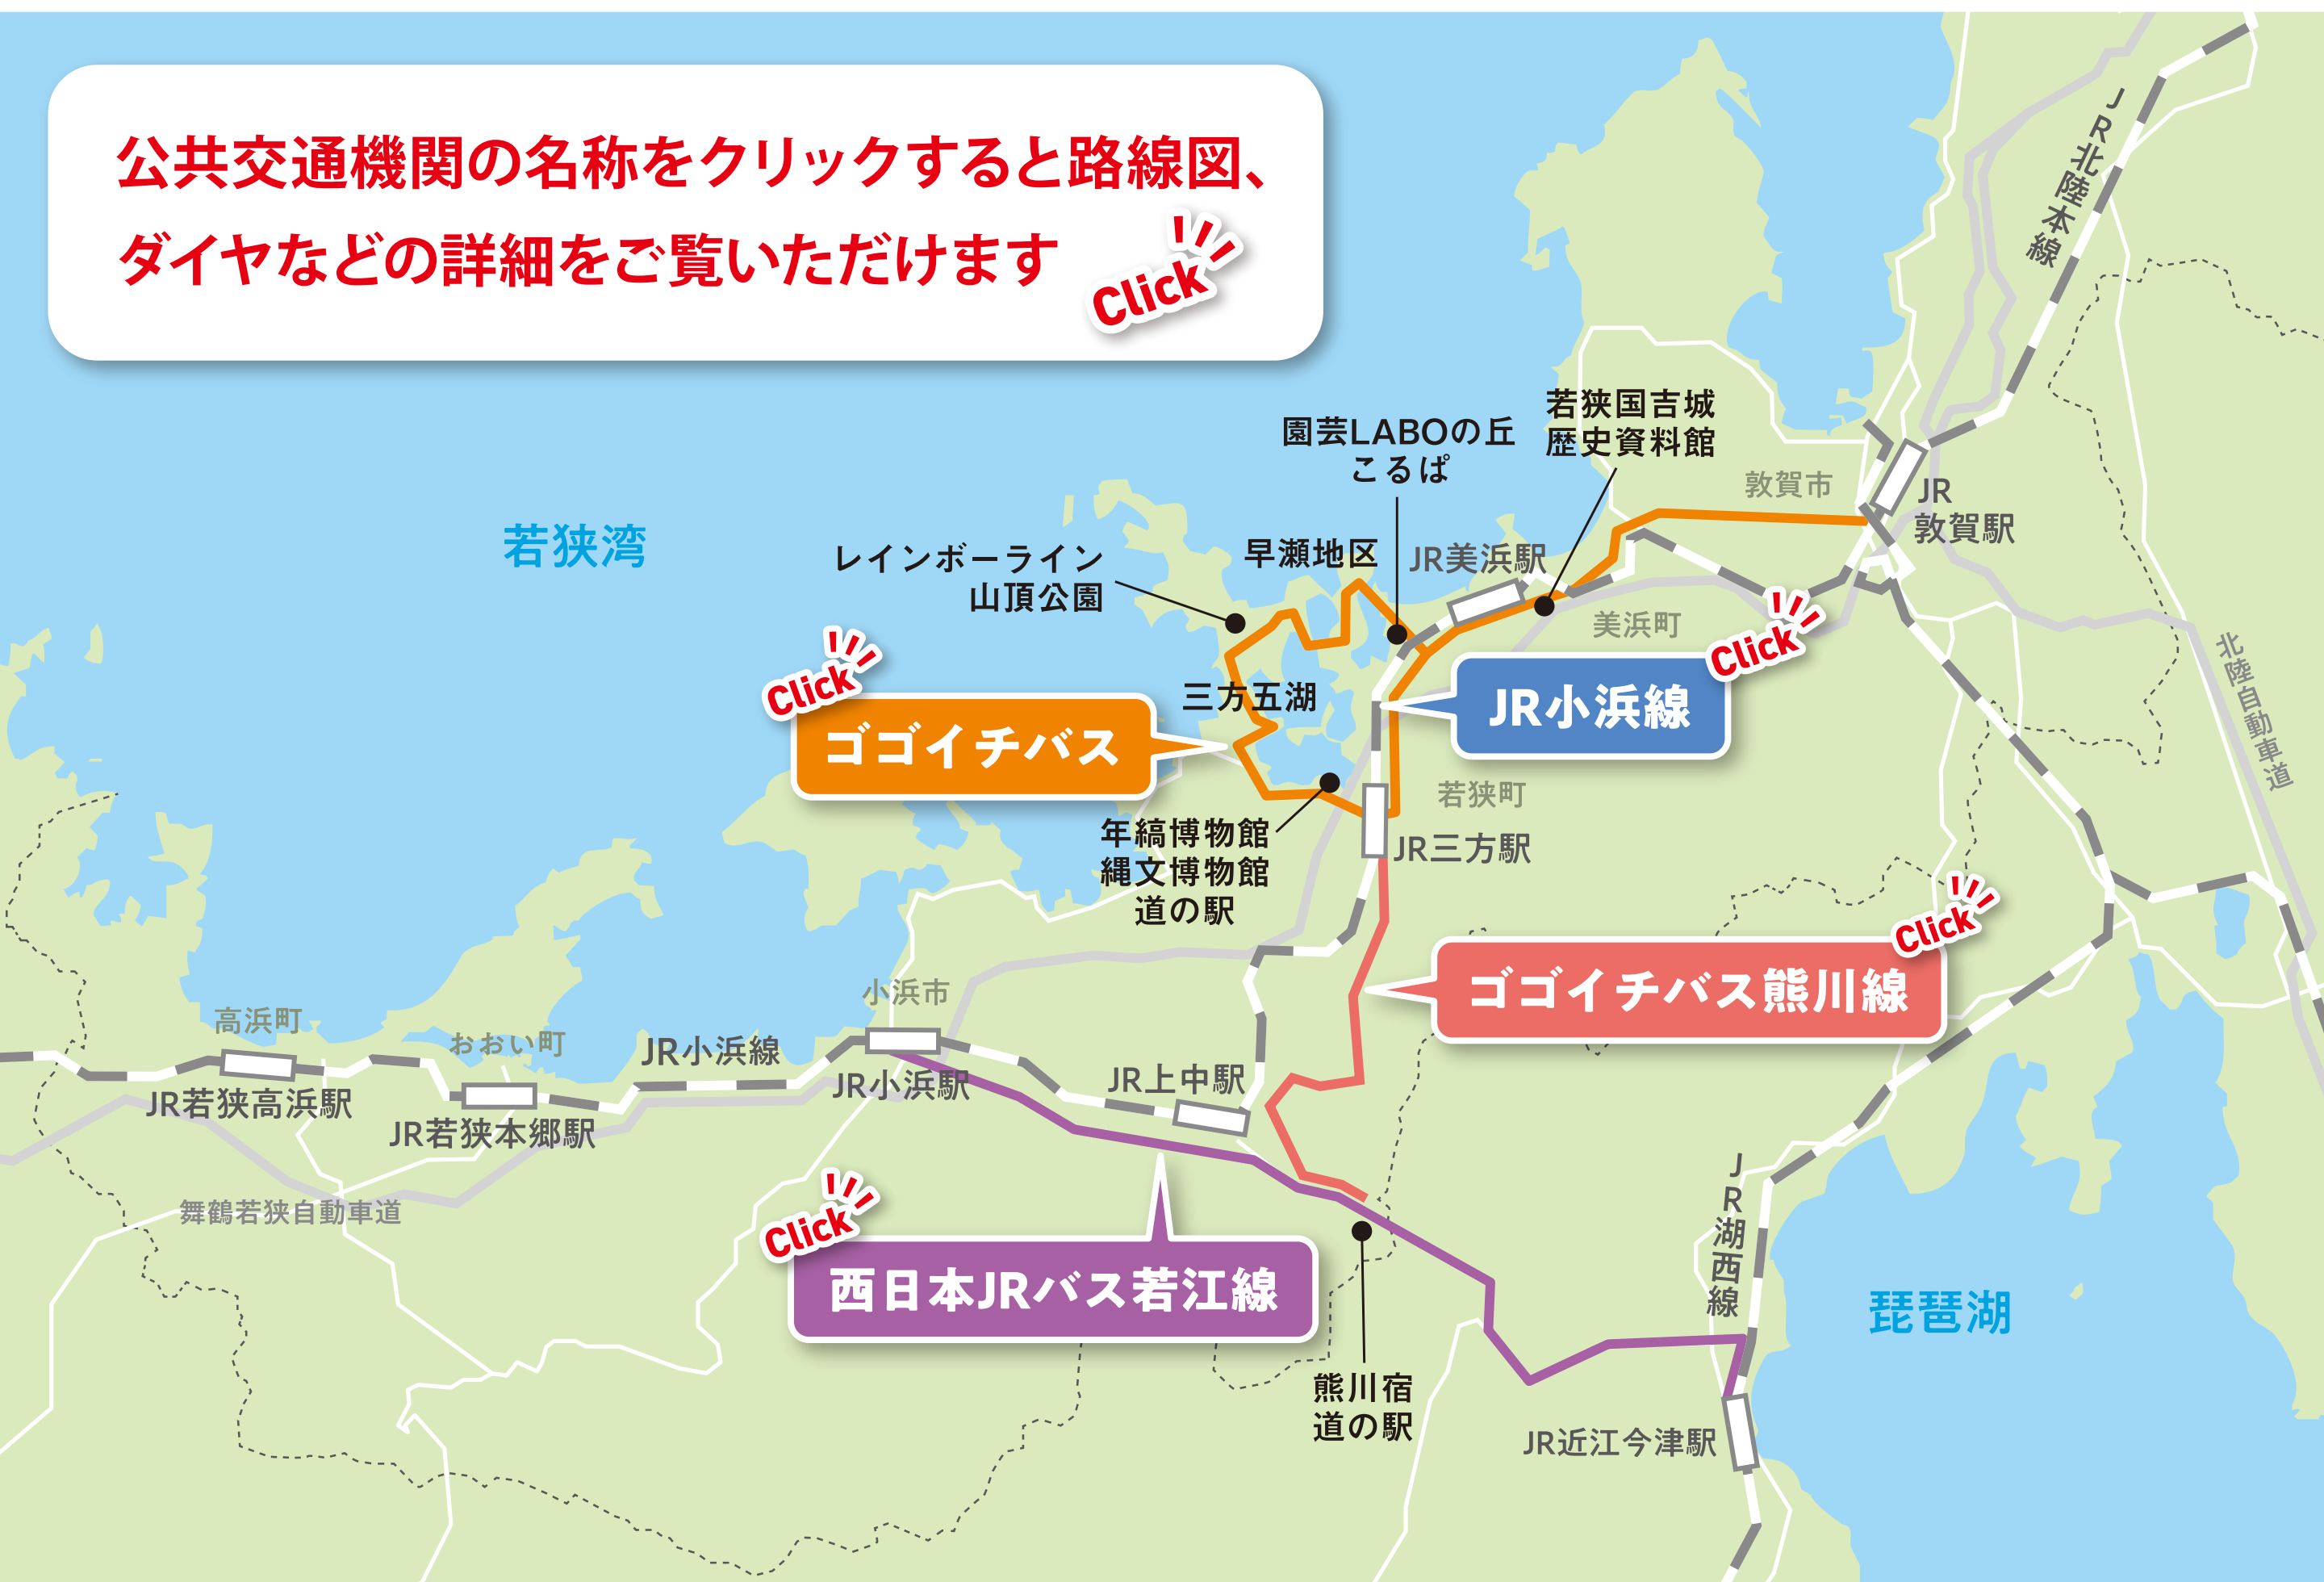 公共交通機関の名称をクリックすると路線図、
ダイヤなどの詳細をご覧いただけます
Click
JR北陸本線
若狭国吉城
歴史資料館
園芸LABOの丘
こるぱ
敦賀市
JR
敦賀駅
若狭湾
レインボーライン
山頂公園
早瀬地区
JR美浜駅
美浜町
北陸自動車道
Click
JR小浜線
三方五湖
Click
ゴゴイチバス
若狭町
年縞博物館
縄文博物館
道の駅
JR三方駅
Click
ゴゴイチバス熊川線
小浜市
高浜町
おおい町
JR小浜線
JR小浜駅
JR上中駅
JR若狭高浜駅
JR若狭本郷駅
舞鶴若狭自動車道
JR湖西線
Click
西日本JRバス若江線
琵琶湖
熊川宿
道の駅
JR近江今津駅